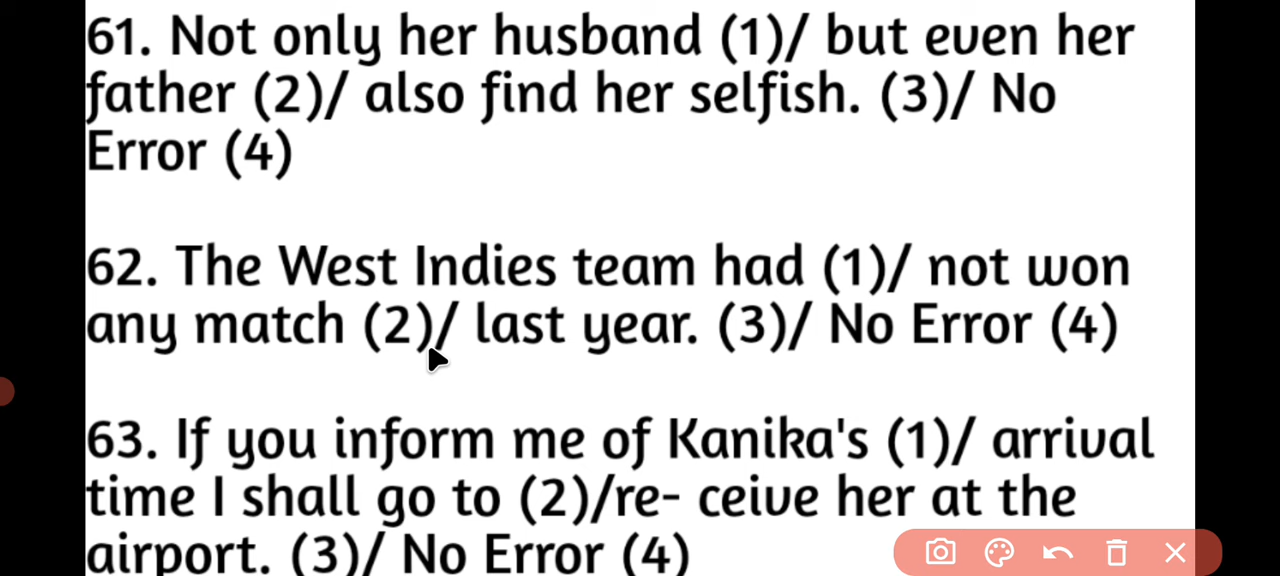 61. Not only her husband (1)/ but even her
father (2)/ also find her selfish. (3)/ No
Error (4)
62. The West Indies team had (1)/ not won
any match (2)/ last year. (3)/ No Error (4)
63. If you inform me of Kanika's (1)/ arrival
time I shall go to (2)/re- ceive her at the
airport. (3)/ No Error (4)